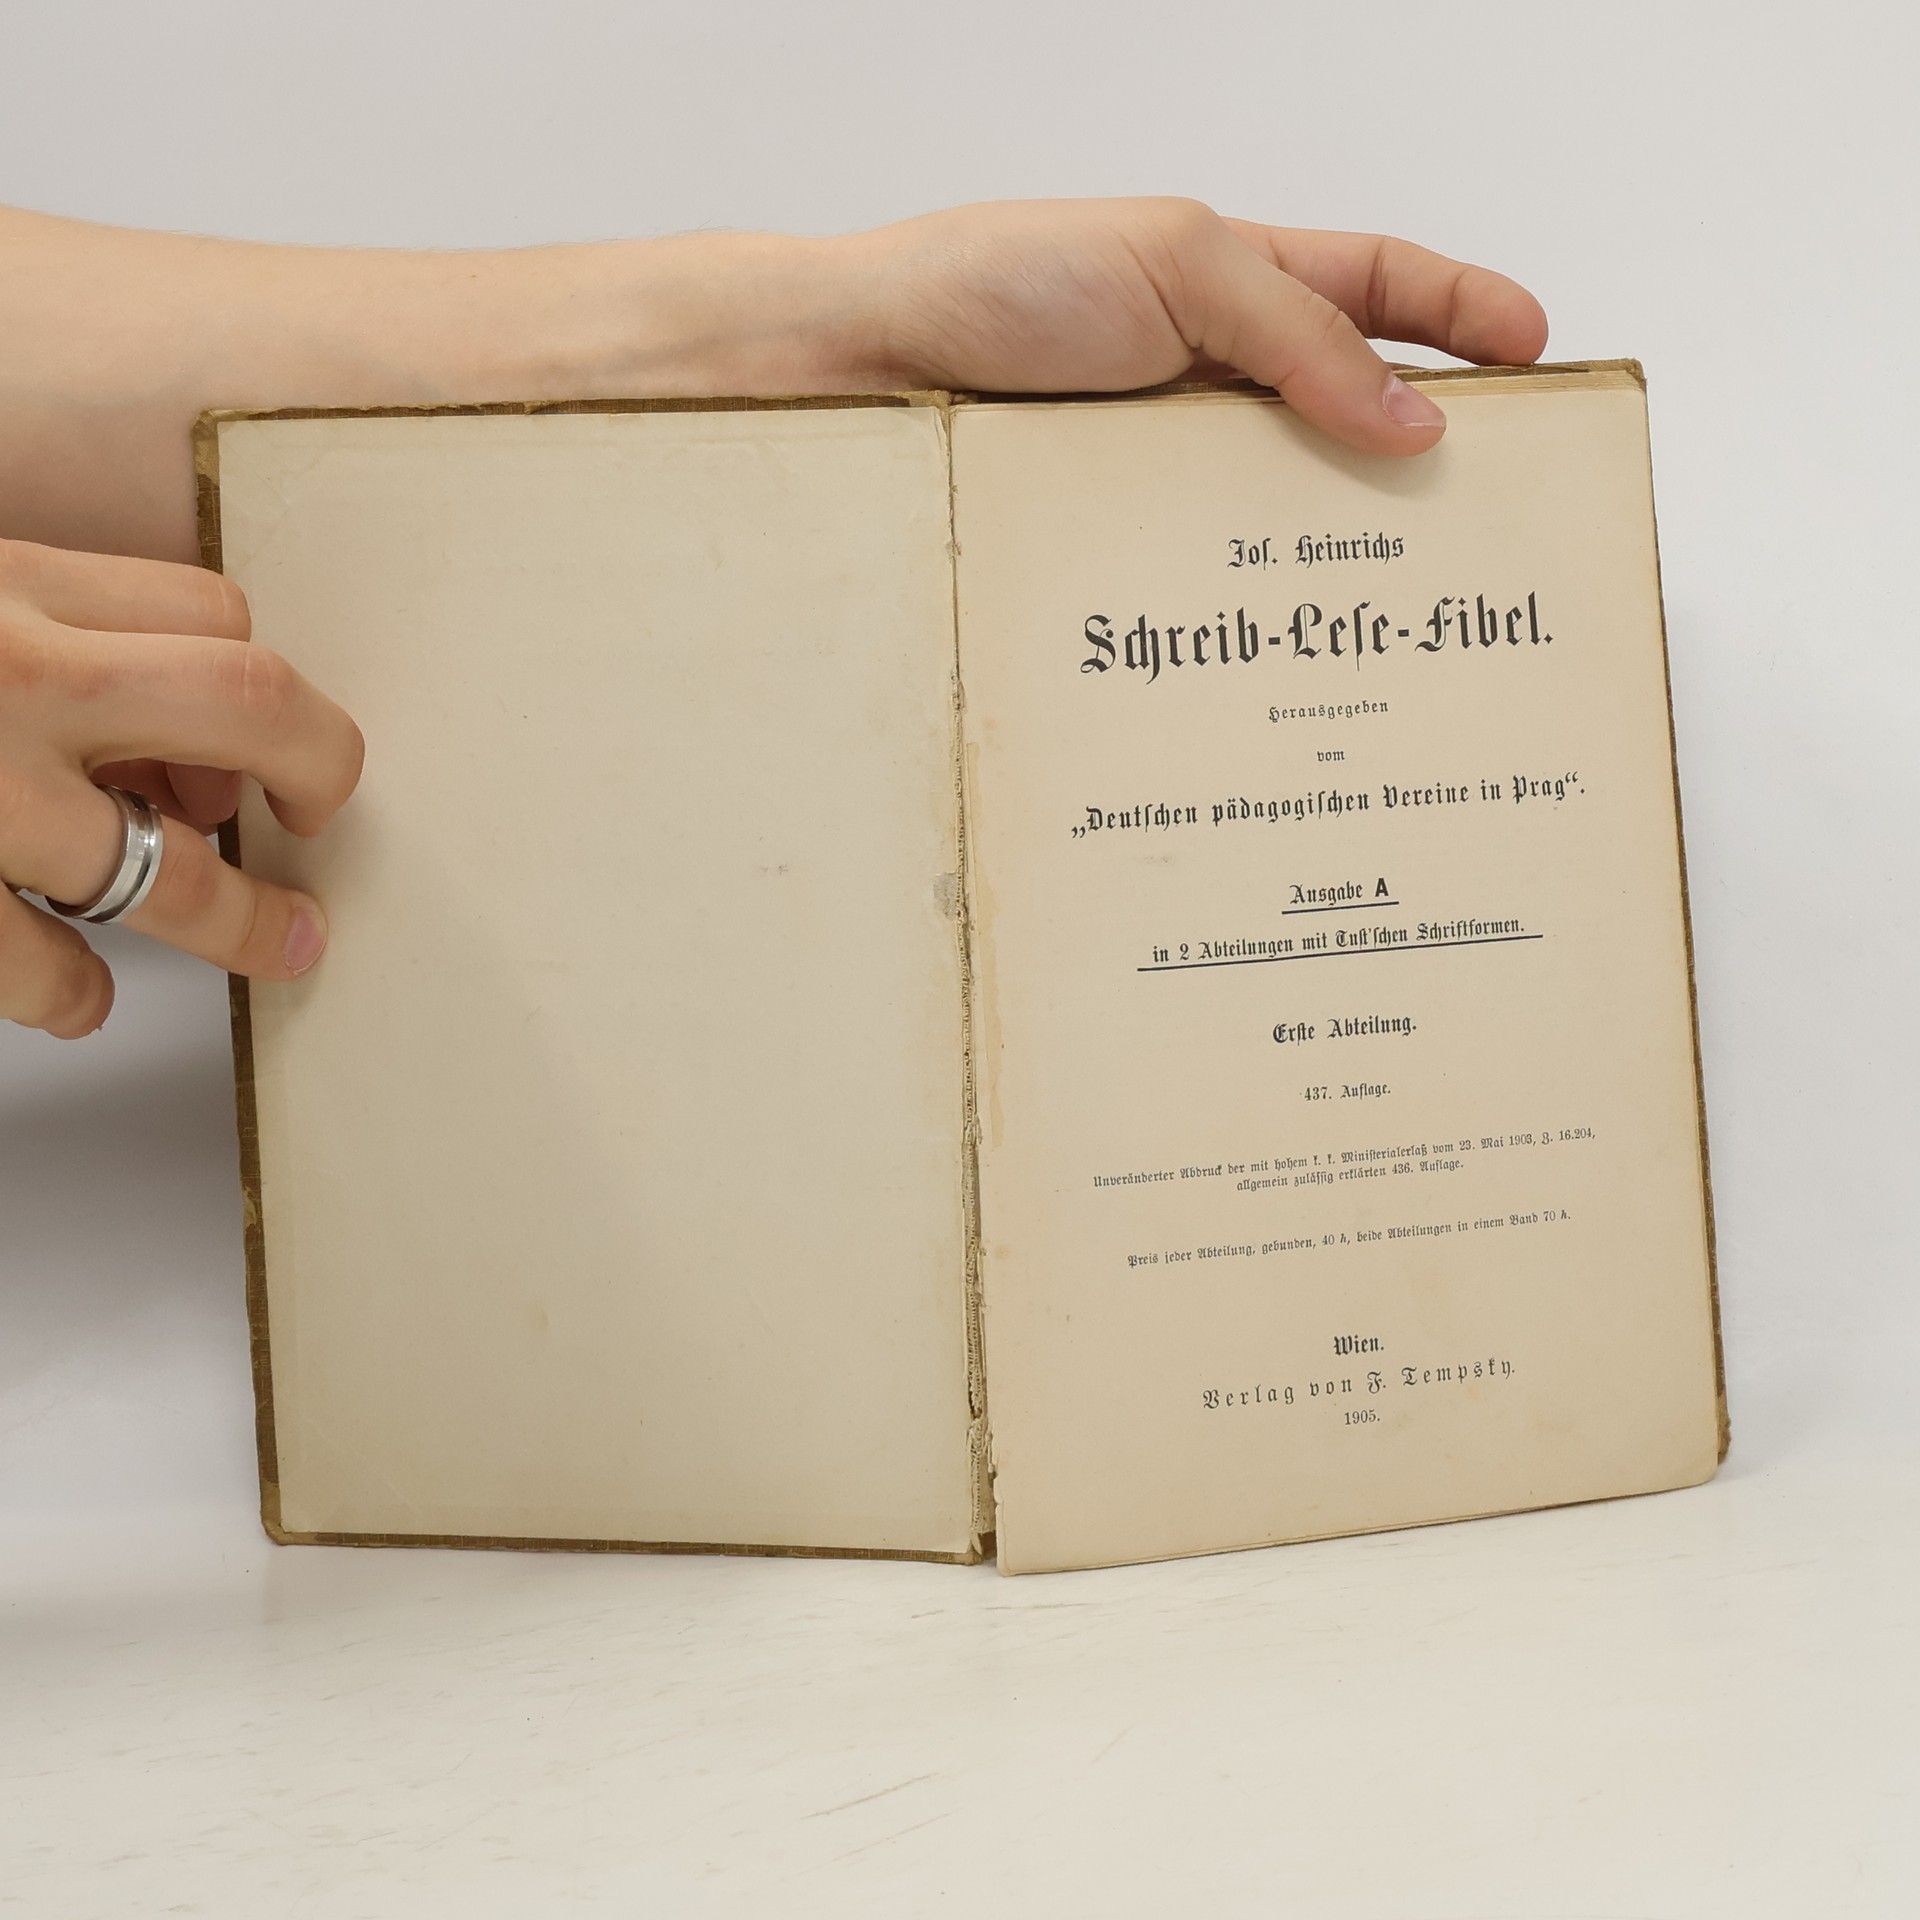 Jos. Heinrichs
Schreib-Lese-Fibel.
Herausgegeben
vom
„Deutschen pädagogischen Vereine in Prag“.
Ausgabe A
in 2 Abteilungen mit Tust'schen Schriftformen.
Erste Abteilung.
437. Auflage.
Unveränderter Abdruck der mit hohem k. k. Ministerialerlaß vom 23. Mai 1903, Z. 16.204,
allgemein zulässig erklärten 436. Auflage.
Preis jeder Abteilung, gebunden, 40 h, beide Abteilungen in einem Band 70 h.
Wien.
Verlag von F. Tempsky.
1905.